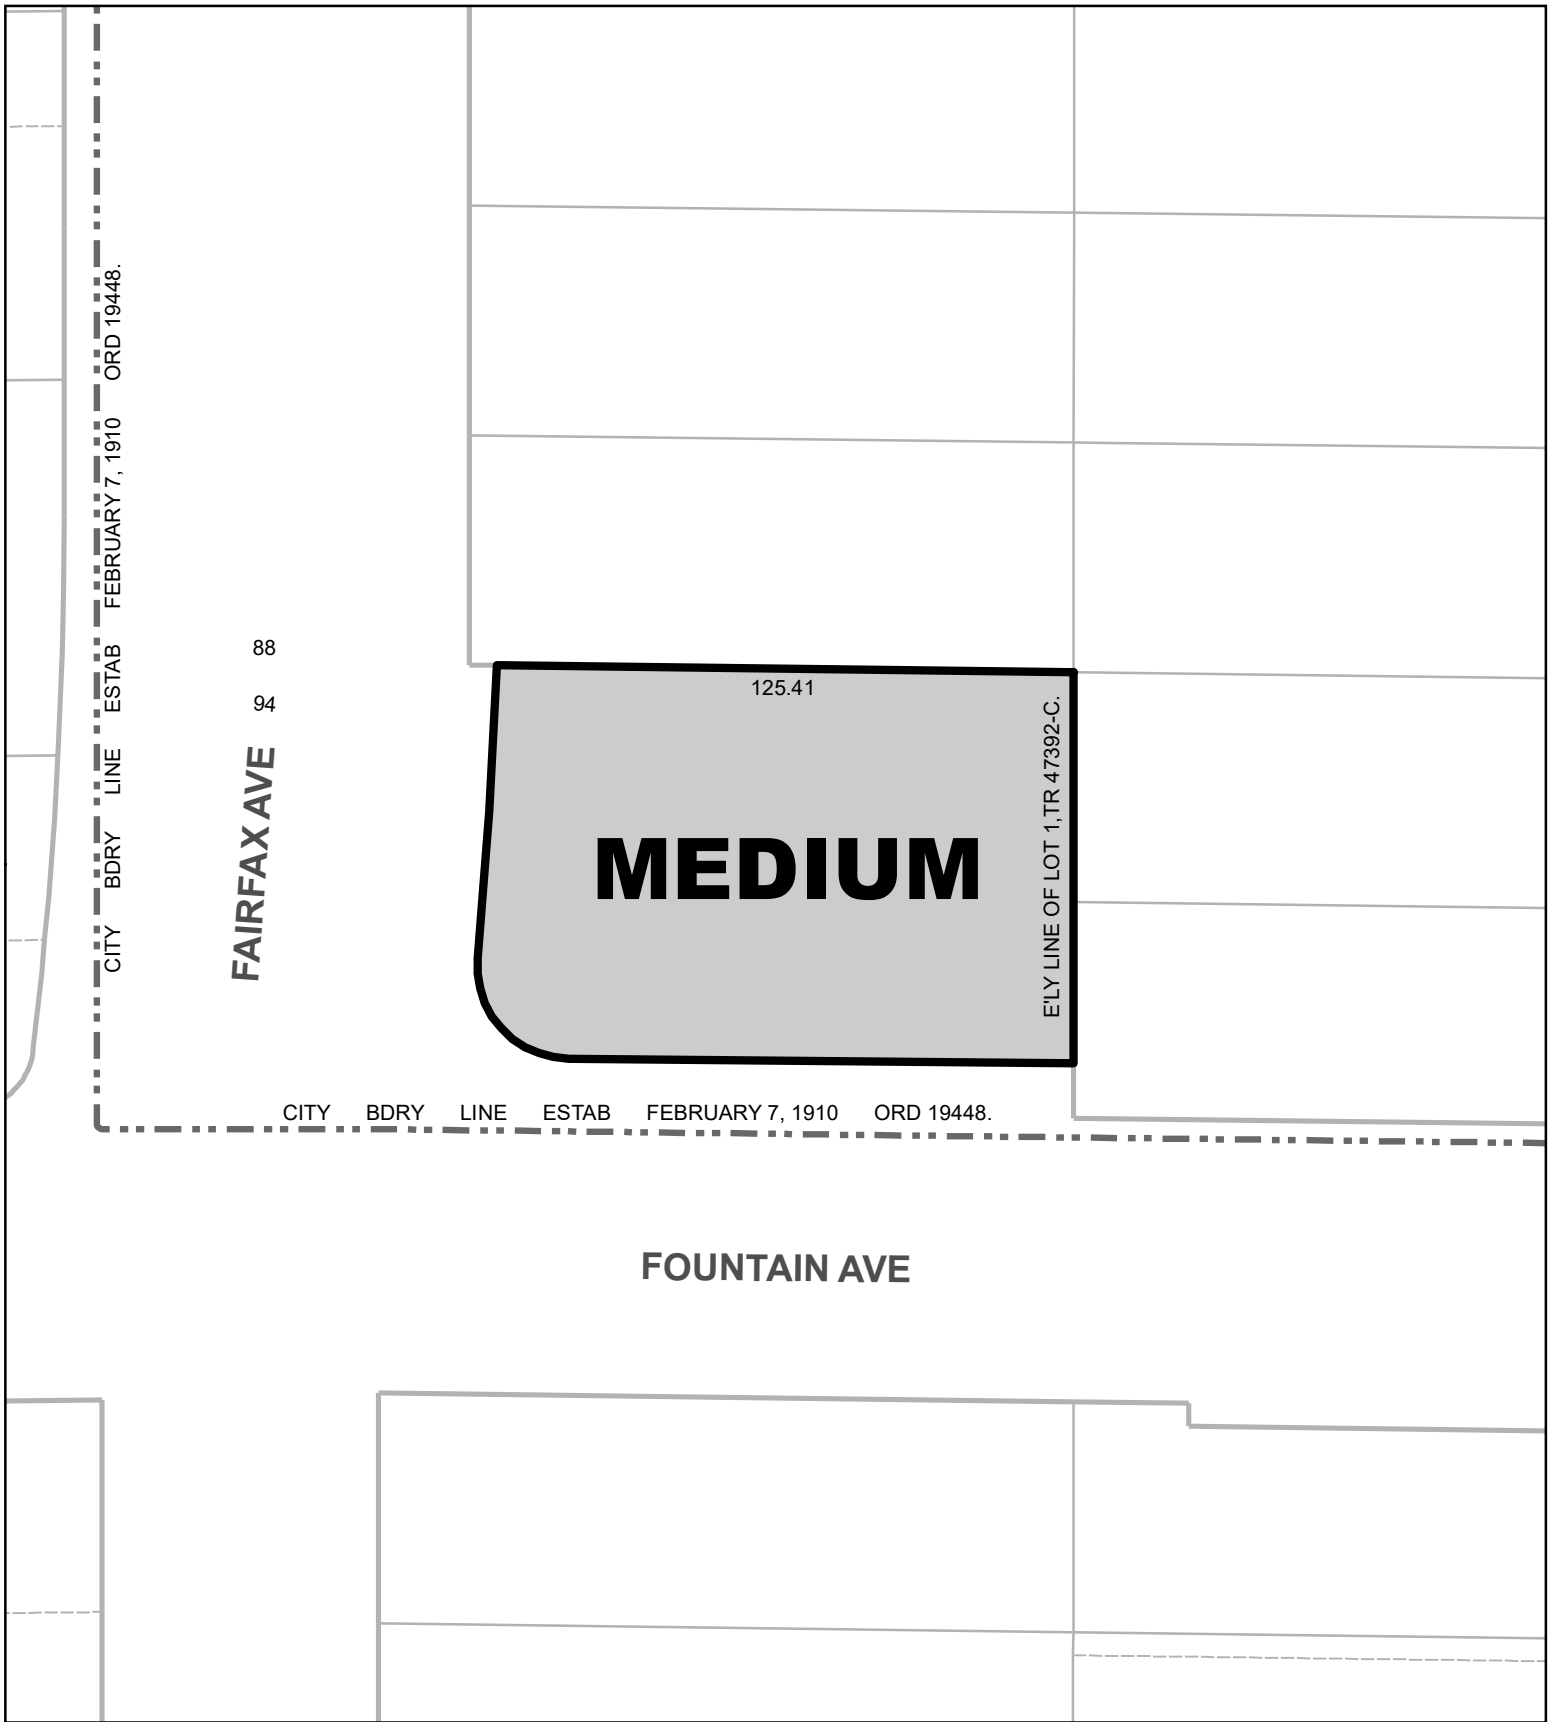 CITY BDRY LINE ESTAB FEBRUARY 7, 1910 ORD 19448.
88
94
FAIRFAX AVE
125.41
MEDIUM
E'LY LINE OF LOT 1,TR 47392-C.
CITY BDRY LINE ESTAB FEBRUARY 7, 1910 ORD 19448.
FOUNTAIN AVE